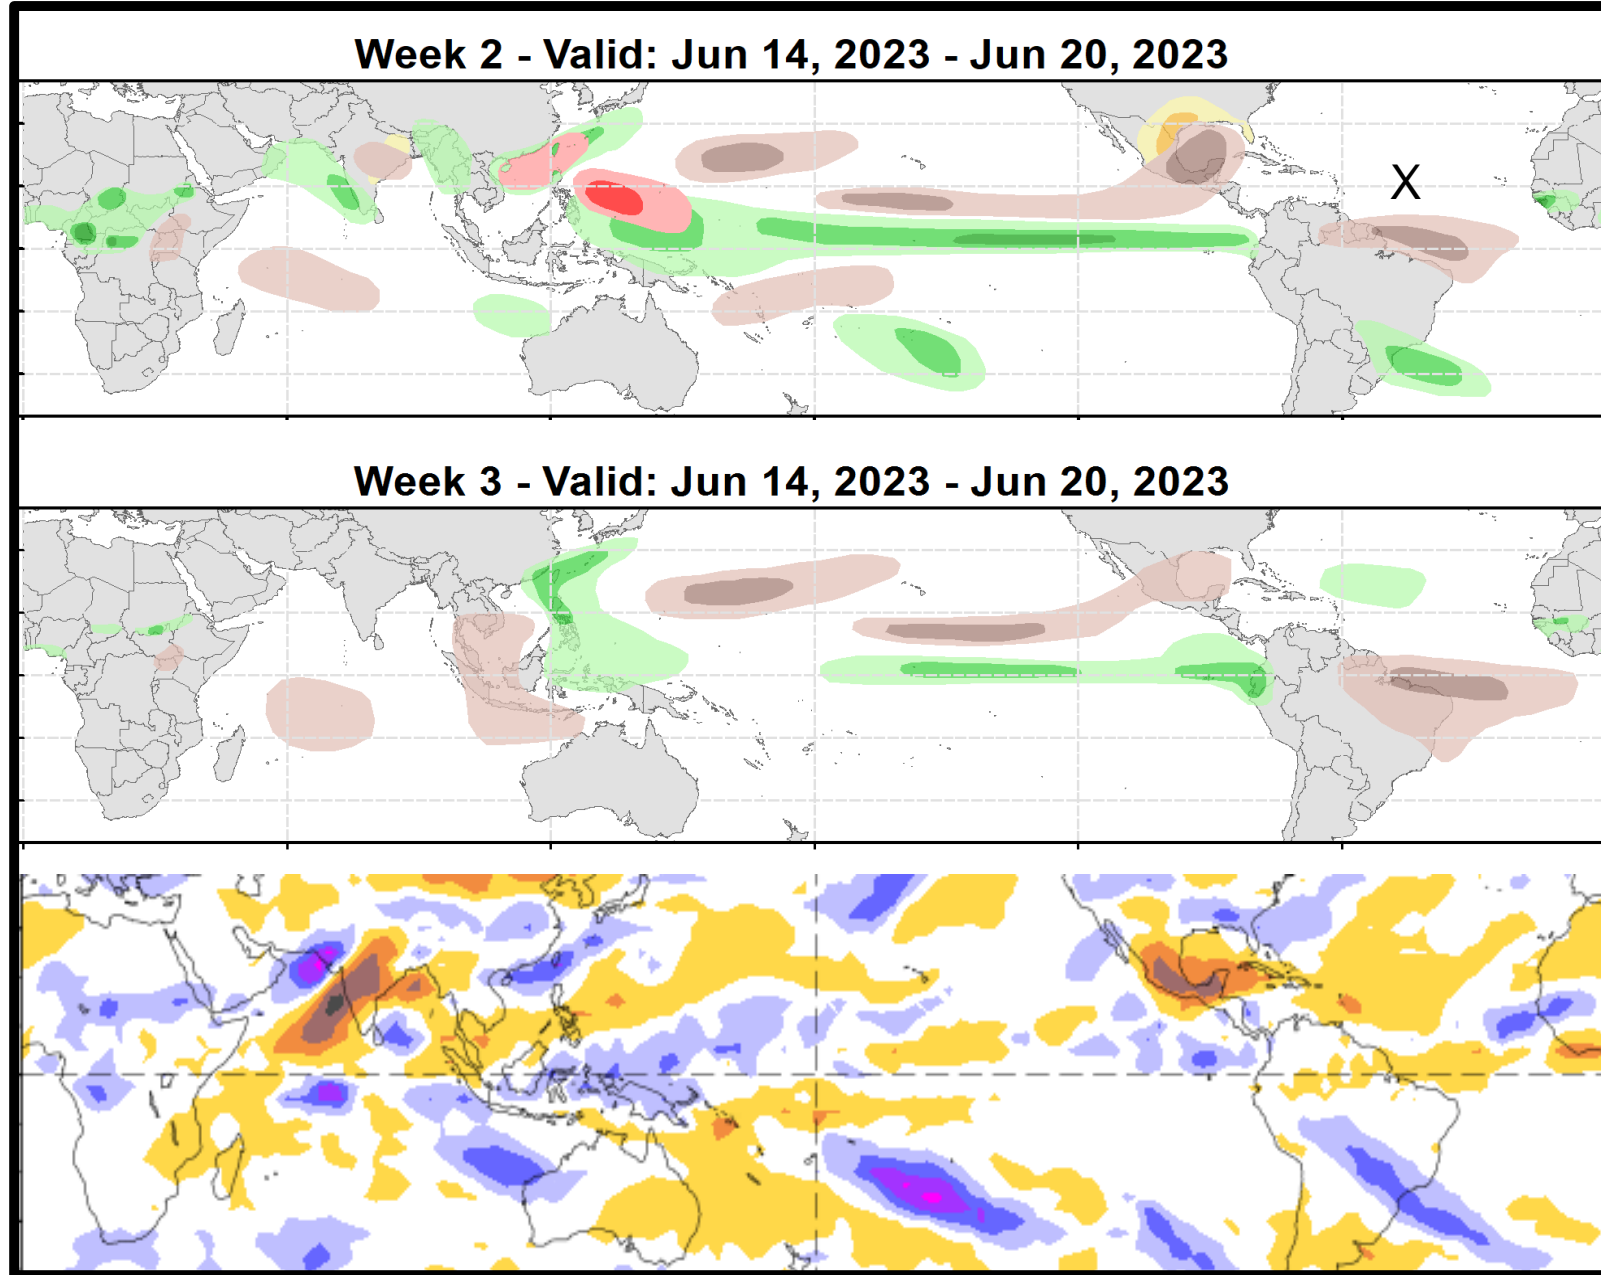 Week 2 - Valid: Jun 14, 2023 - Jun 20, 2023
X
Week 3 - Valid: Jun 14, 2023 - Jun 20, 2023